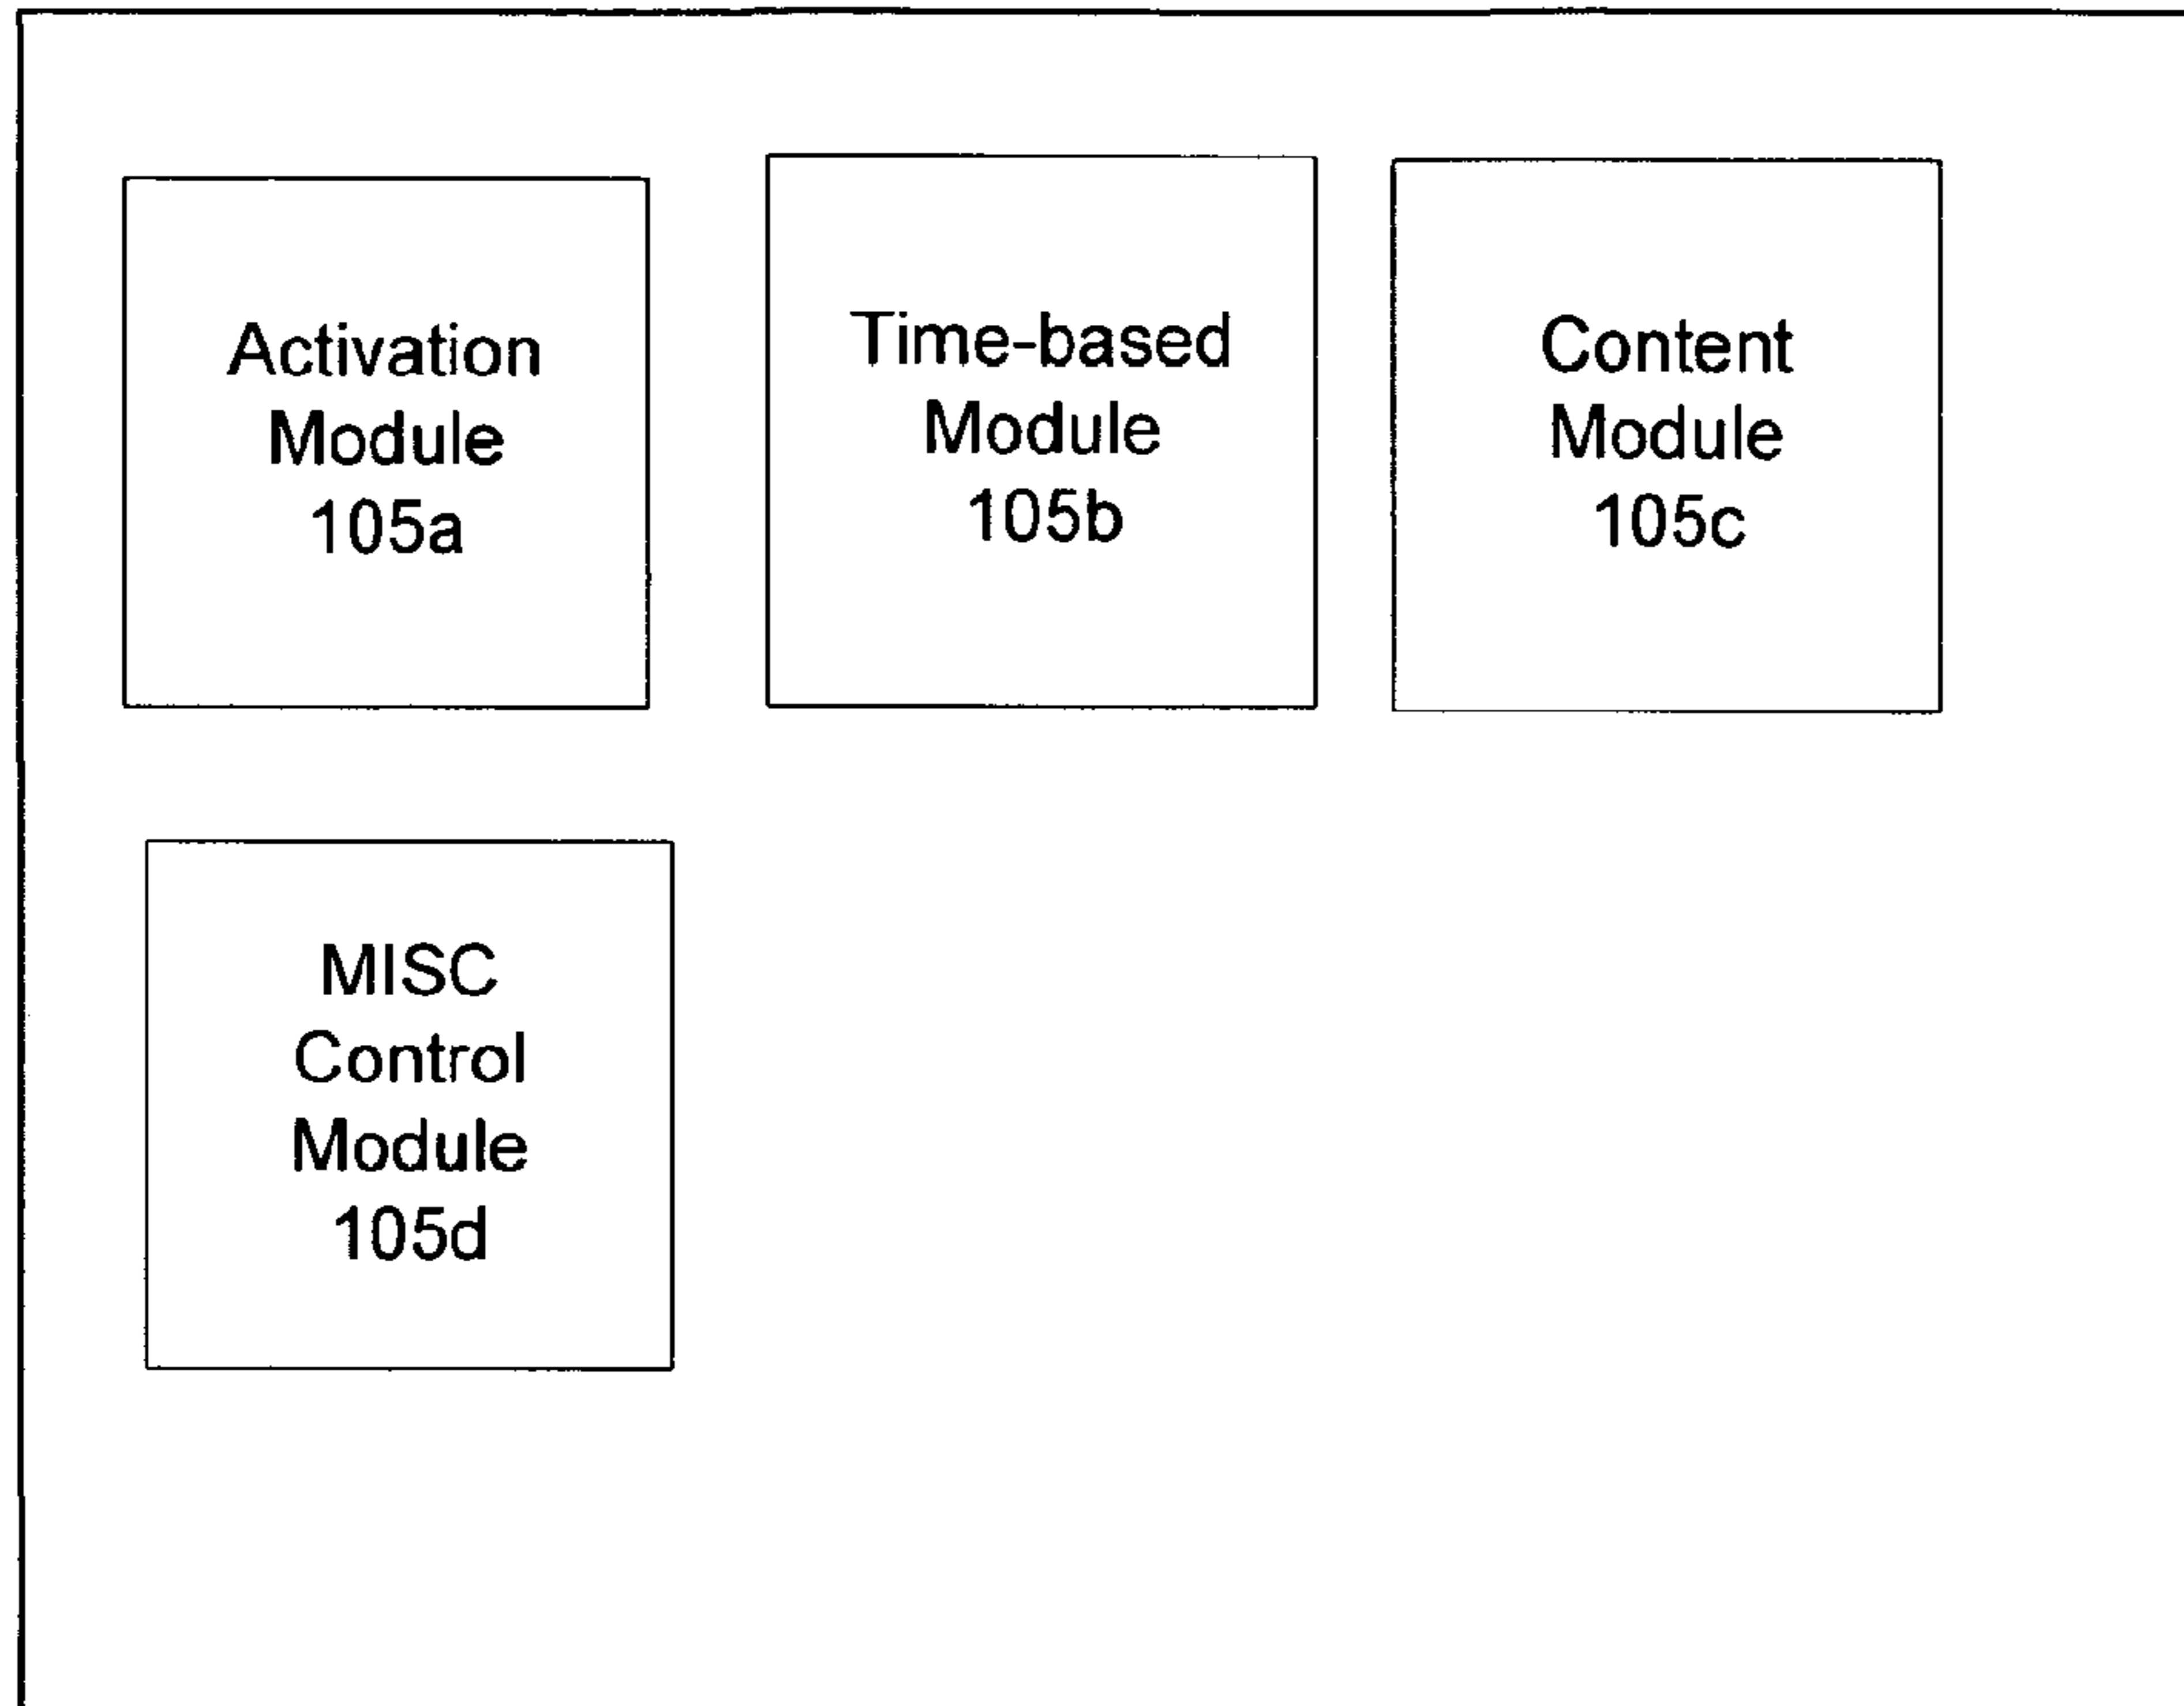 Activation
Module
105a
Time-based
Module
105b
Content
Module
105c
MISC
Control
Module
105d